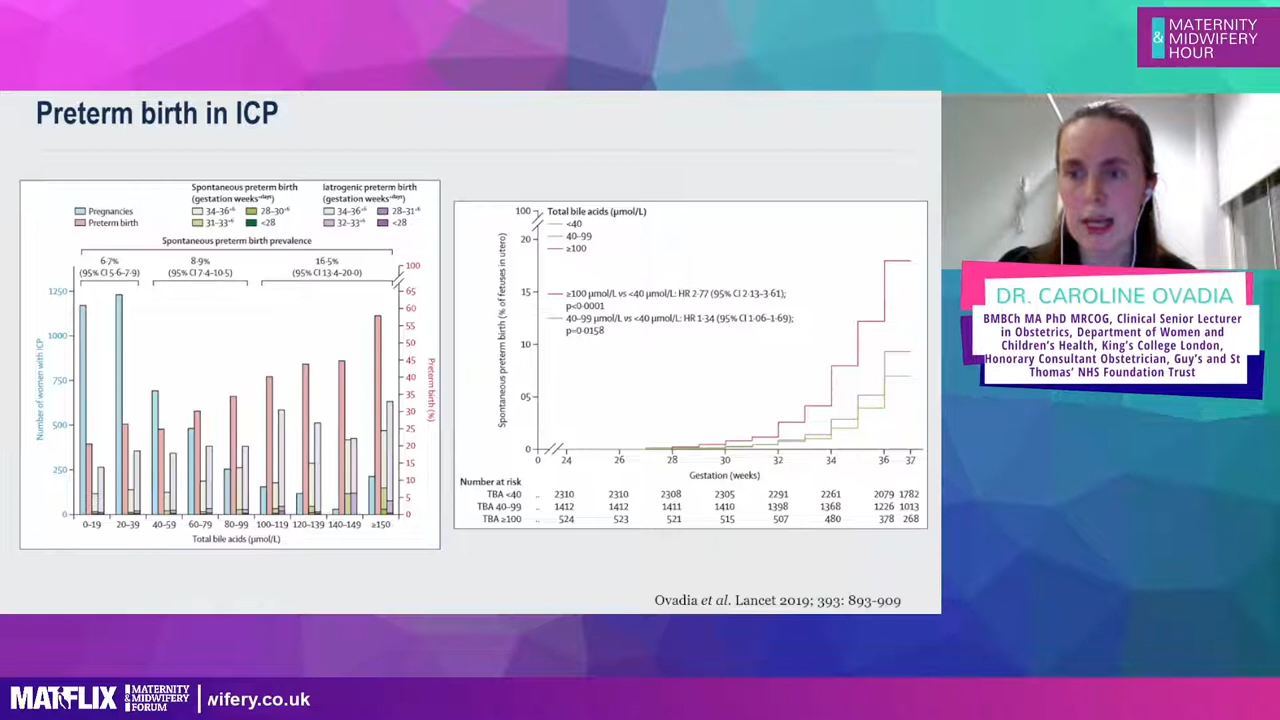 MATERNITY
& MIDWIFERY
HOUR
Preterm birth in ICP
Spontaneous preterm birth
(gestation weeks+days)
34–36+6 28–30+6
31–33+6 <28
Iatrogenic preterm birth
(gestation weeks+days)
34–36+6 28–31+6
32–33+6 <28
Pregnancies
Preterm birth
Spontaneous preterm birth prevalence
6·7% 8·9% 16·5%
(95% CI 5·6–7·9) (95% CI 7·4–10·5) (95% CI 13·4–20·0)
Number of women with ICP
1250
1000
750
500
250
0
100
65
60
55
50
45
40
35
30
25
20
15
10
5
0
Preterm birth (%)
0–19 20–39 40–59 60–79 80–99 100–119 120–139 140–149 ≥150
Total bile acids (μmol/L)
Spontaneous preterm birth (% of fetuses in utero)
100
20
15
10
05
0
Total bile acids (μmol/L)
<40
40–99
≥100
≥100 μmol/L vs <40 μmol/L: HR 2·77 (95% CI 2·13–3·61);
p<0·0001
40–99 μmol/L vs <40 μmol/L: HR 1·34 (95% CI 1·06–1·69);
p=0·0158
0 24 26 28 30 32 34 36 37
Gestation (weeks)
Number at risk
TBA <40 .. 2310 2310 2308 2305 2291 2261 2079 1782
TBA 40–99 .. 1412 1412 1411 1410 1398 1368 1226 1013
TBA ≥100 .. 524 523 521 515 507 480 378 268
Ovadia et al. Lancet 2019; 393: 893-909
DR. CAROLINE OVADIA
BMBCh MA PhD MRCOG, Clinical Senior Lecturer
in Obstetrics, Department of Women and
Children's Health, King's College London,
Honorary Consultant Obstetrician, Guy's and St
Thomas' NHS Foundation Trust
MATFLIX
MATERNITY
& MIDWIFERY
FORUM
wifery.co.uk